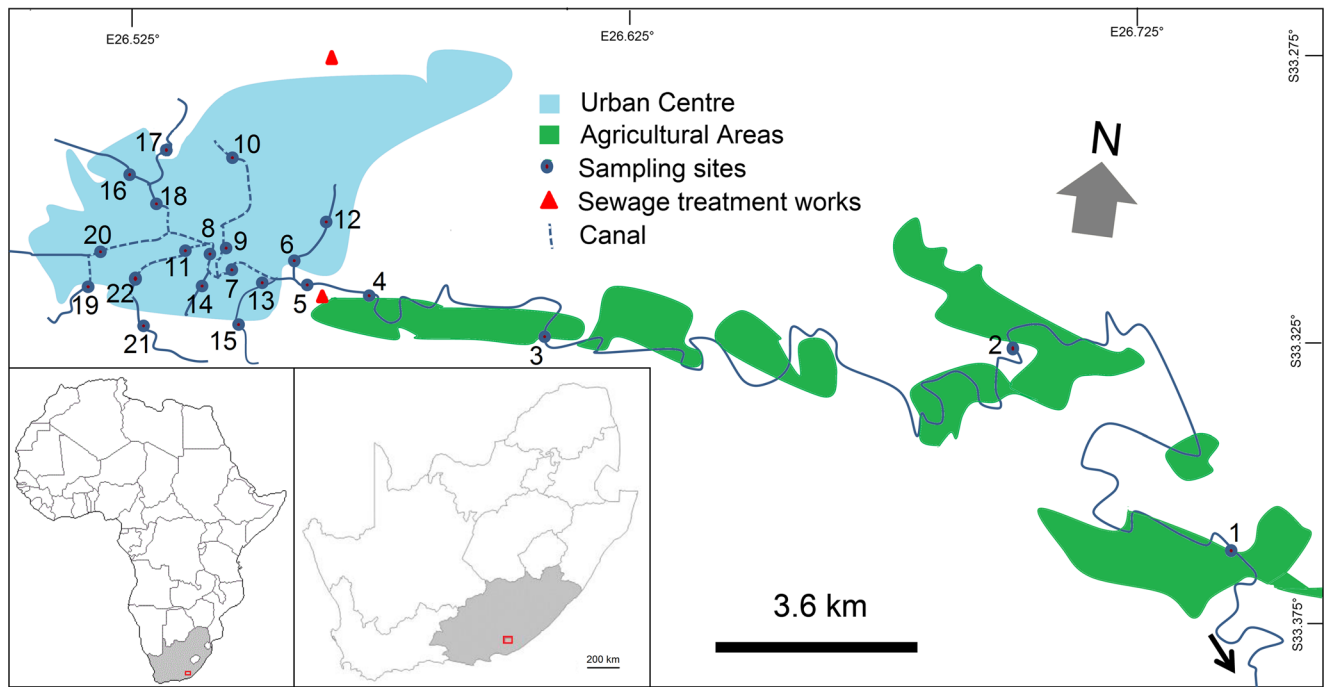 E26.525°
E26.625°
E26.725°
S33.275°
Urban Centre
Agricultural Areas
Sampling sites
Sewage treatment works
Canal
N
17
10
16
18
12
8
9
20
6
11
7
4
22
14
13
5
19
21
15
3
2
S33.325°
1
3.6 km
S33.375°
200 km